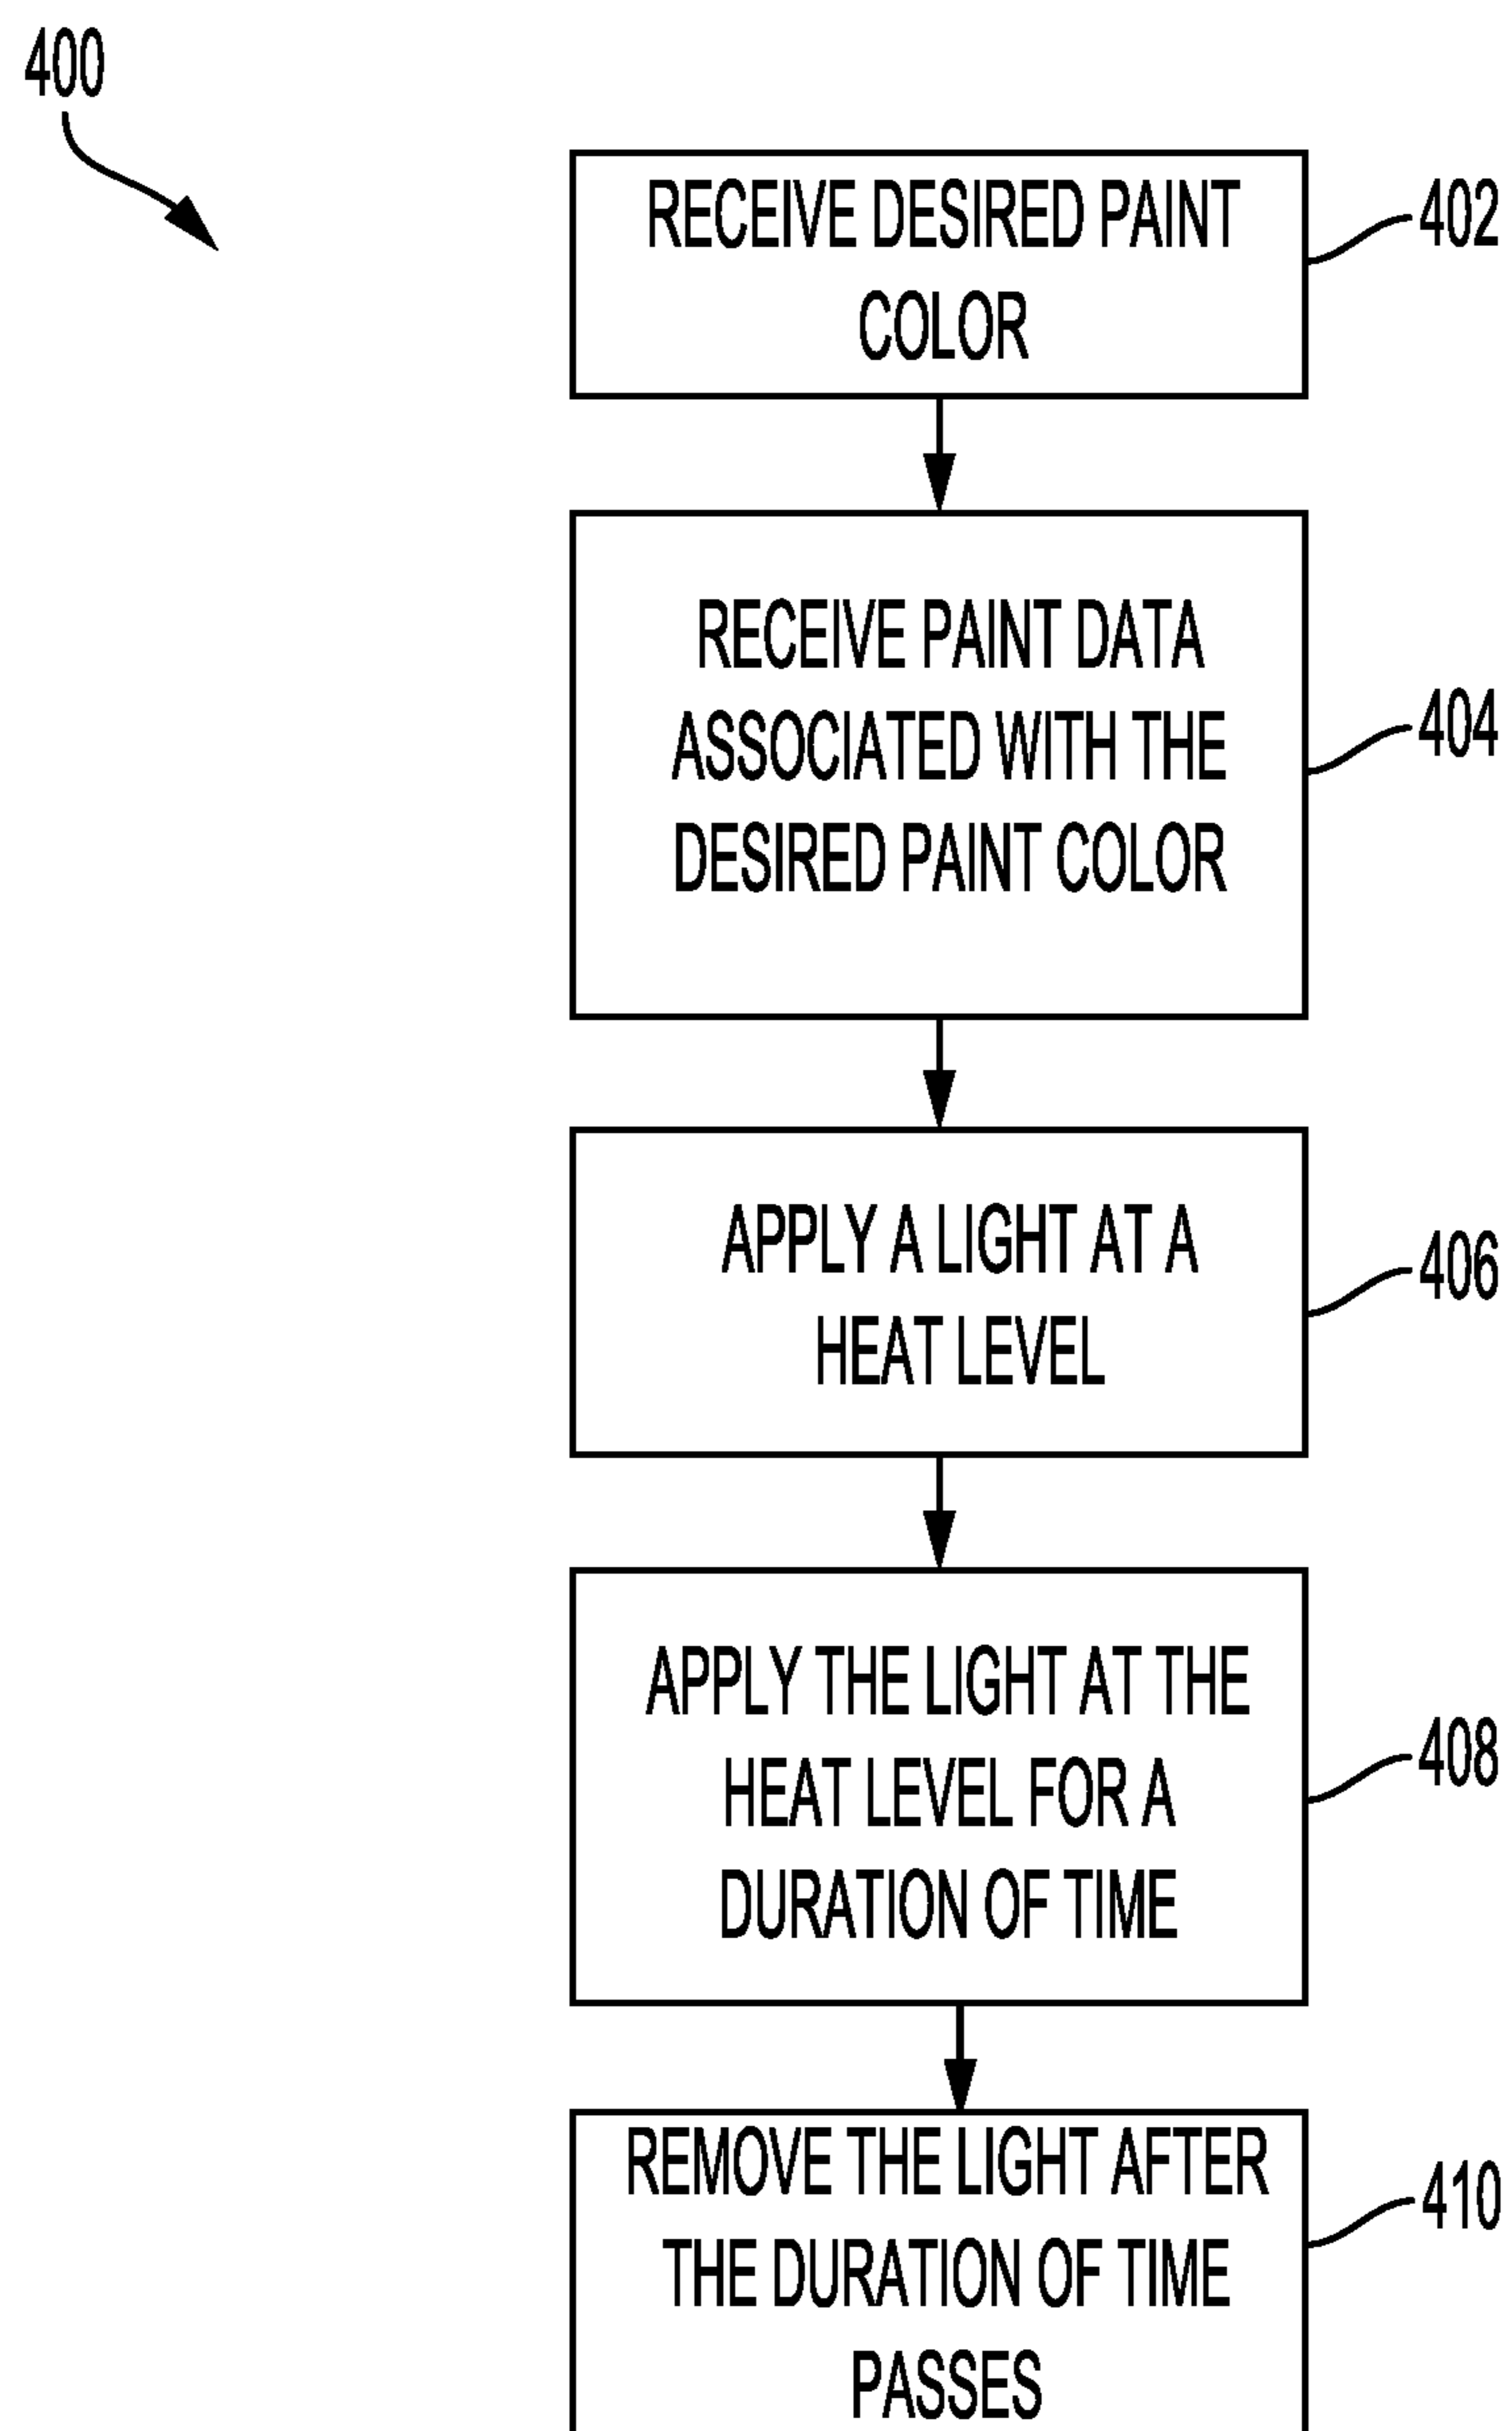 400
RECEIVE DESIRED PAINT
COLOR
402
RECEIVE PAINT DATA
ASSOCIATED WITH THE
DESIRED PAINT COLOR
404
APPLY A LIGHT AT A
HEAT LEVEL
406
APPLY THE LIGHT AT THE
HEAT LEVEL FOR A
DURATION OF TIME
408
REMOVE THE LIGHT AFTER
THE DURATION OF TIME
PASSES
410